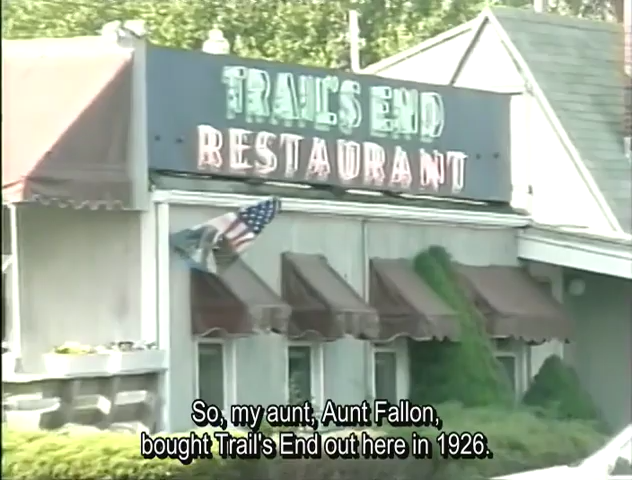 TRAIL'S END
RESTAURANT
So, my aunt, Aunt Fallon,
bought Trail's End out here in 1926.